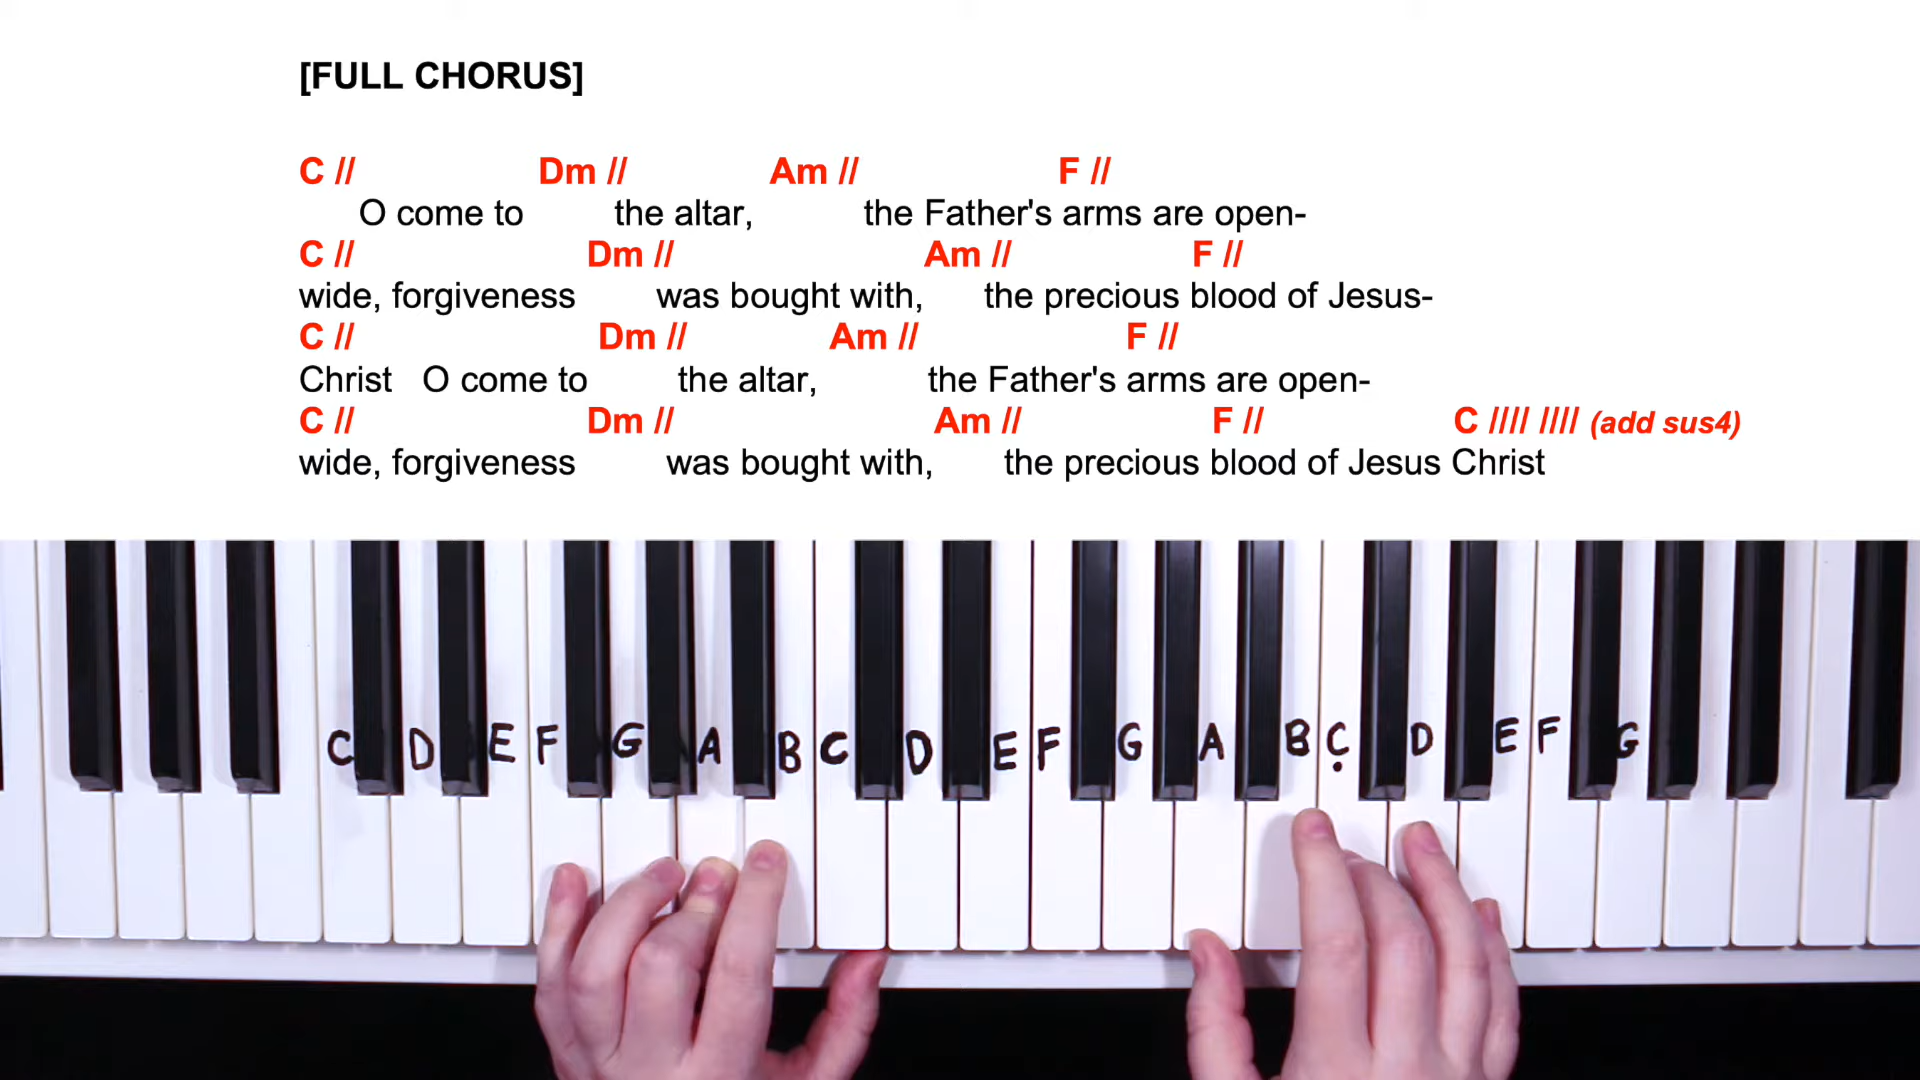 [FULL CHORUS]
C // Dm // Am // F //
O come to the altar, the Father's arms are open-
C // Dm // Am // F //
wide, forgiveness was bought with, the precious blood of Jesus-
C // Dm // Am // F //
Christ O come to the altar, the Father's arms are open-
C // Dm // Am // F // C //// //// (add sus4)
wide, forgiveness was bought with, the precious blood of Jesus Christ
C D E F G A B C D E F G A B C D E F G